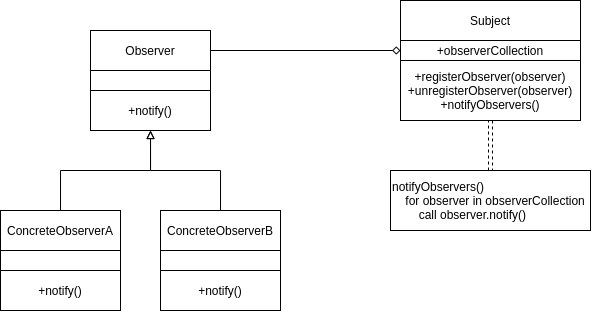 Subject
Observer
+observerCollection
+registerObserver(observer)
+unregisterObserver(observer)
+notifyObservers()
+notify()
notifyObservers()
for observer in observerCollection
call observer.notify()
ConcreteObserverA
ConcreteObserverB
+notify()
+notify()